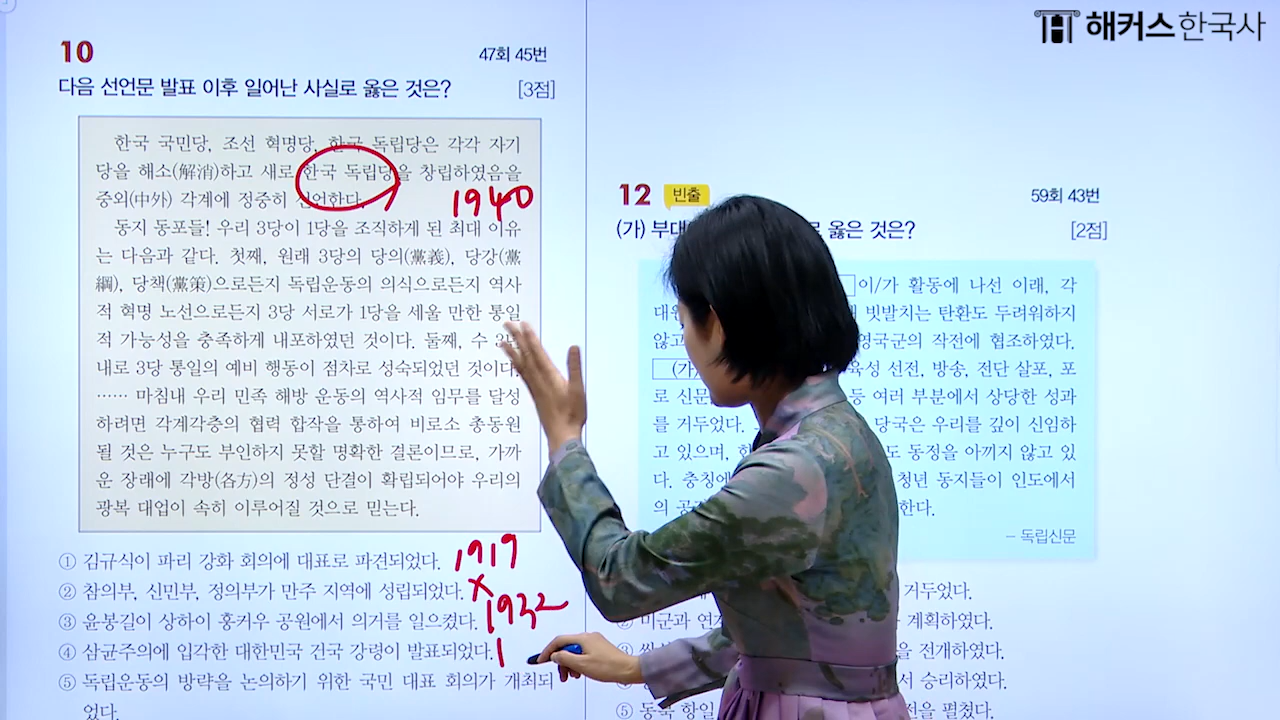 해커스한국사
10
47회 45번
다음 선언문 발표 이후 일어난 사실로 옳은 것은? [3점]
한국 국민당, 조선 혁명당, 한국 독립당은 각각 자기
당을 해소(解消)하고 새로 한국 독립당을 창립하였음을
중외(中外) 각계에 정중히 선언한다.
1940
동지 동포들! 우리 3당이 1당을 조직하게 된 최대 이유
는 다음과 같다. 첫째, 원래 3당의 당의(黨義), 당강(黨
綱), 당책(黨策)으로든지 독립운동의 의식으로든지 역사
적 혁명 노선으로든지 3당 서로가 1당을 세울 만한 통일
적 가능성을 충족하게 내포하였던 것이다. 둘째, 수 3년
내로 3당 통일의 예비 행동이 점차로 성숙되었던 것이다.
…… 마침내 우리 민족 해방 운동의 역사적 임무를 달성
하려면 각계각층의 협력 합작을 통하여 비로소 총동원
될 것은 누구도 부인하지 못할 명확한 결론이므로, 가까
운 장래에 각방(各方)의 정성 단결이 확립되어야 우리의
광복 대업이 속히 이루어질 것으로 믿는다.
① 김규식이 파리 강화 회의에 대표로 파견되었다. 1919
② 참의부, 신민부, 정의부가 만주 지역에 성립되었다. X
③ 윤봉길이 상하이 훙커우 공원에서 의거를 일으켰다. 1932
④ 삼균주의에 입각한 대한민국 건국 강령이 발표되었다. 1
⑤ 독립운동의 방략을 논의하기 위한 국민 대표 회의가 개최되
었다.
12 빈출
59회 43번
(가) 부대 옳은 것은? [2점]
이/가 활동에 나선 이래, 각
대원 빗발치는 탄환도 두려워하지
않고 영국군의 작전에 협조하였다.
(가) 육성 선전, 방송, 전단 살포, 포
로 신문 등 여러 부분에서 상당한 성과
를 거두었다. 당국은 우리를 깊이 신임하
고 있으며, 도 동정을 아끼지 않고 있
다. 충칭에 청년 동지들이 인도에서
의 한다.
- 독립신문
거두었다.
② 미군과 계획하였다.
③ 을 전개하였다.
서 승리하였다.
⑤ 동북 항일 전을 펼쳤다.